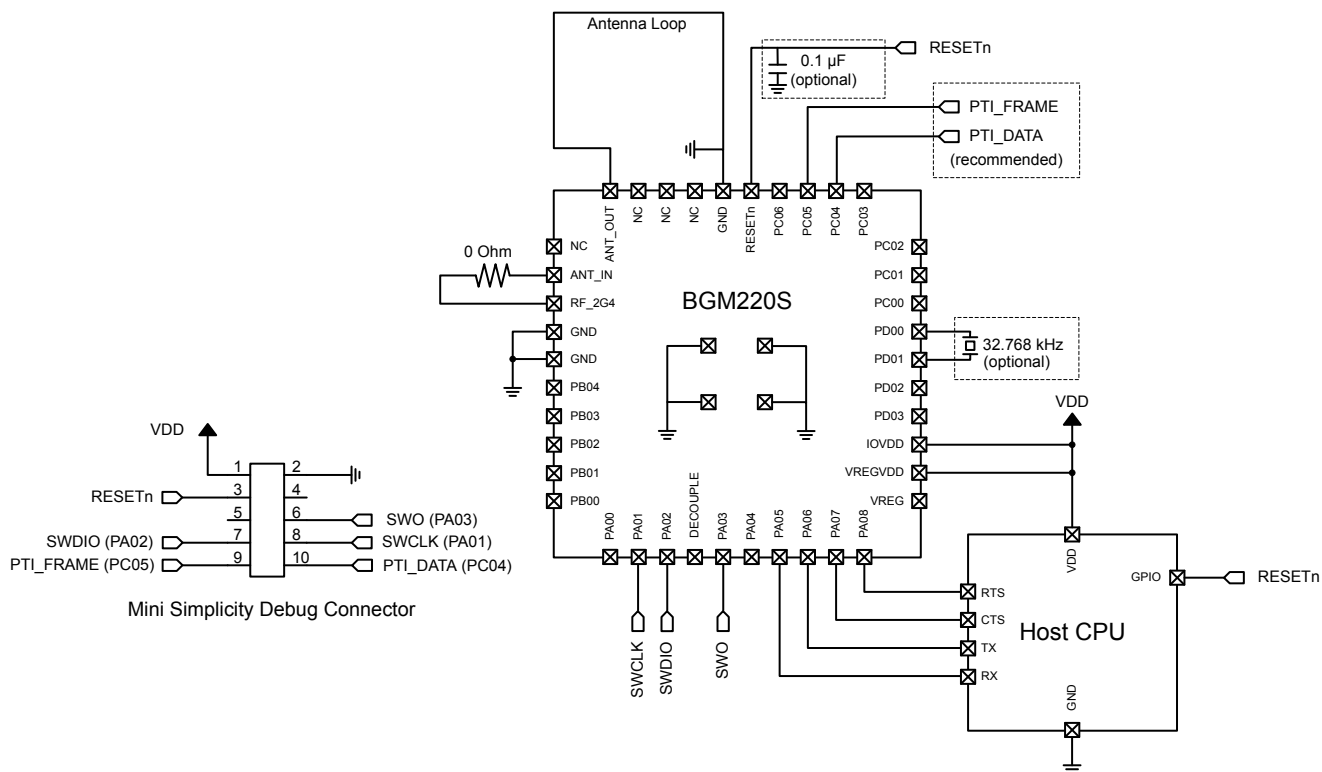 Antenna Loop
RESETn
0.1 µF
(optional)
PTI_FRAME
PTI_DATA
(recommended)
ANT_OUT
NC
NC
NC
GND
RESETn
PC06
PC05
PC04
PC03
NC
ANT_IN
RF_2G4
GND
GND
PB04
PB03
PB02
PB01
PB00
0 Ohm
BGM220S
PC02
PC01
PC00
PD00
PD01
PD02
PD03
IOVDD
VREGVDD
VREG
32.768 kHz
(optional)
VDD
PA00
PA01
PA02
DECOUPLE
PA03
PA04
PA05
PA06
PA07
PA08
SWCLK
SWDIO
SWO
VDD
1 2
RESETn 3 4
5 6 SWO (PA03)
SWDIO (PA02) 7 8 SWCLK (PA01)
PTI_FRAME (PC05) 9 10 PTI_DATA (PC04)
Mini Simplicity Debug Connector
VDD
GPIO
RESETn
RTS
CTS
TX
RX
Host CPU
GND